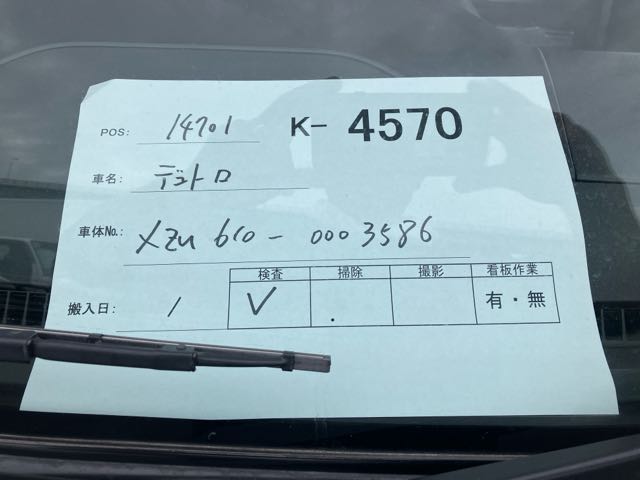 POS: 14701 K- 4570
車名: デュトロ
車体No.: XZU 610 - 0003586
検査 掃除 撮影 看板作業
搬入日: 1 ✓ 有・無